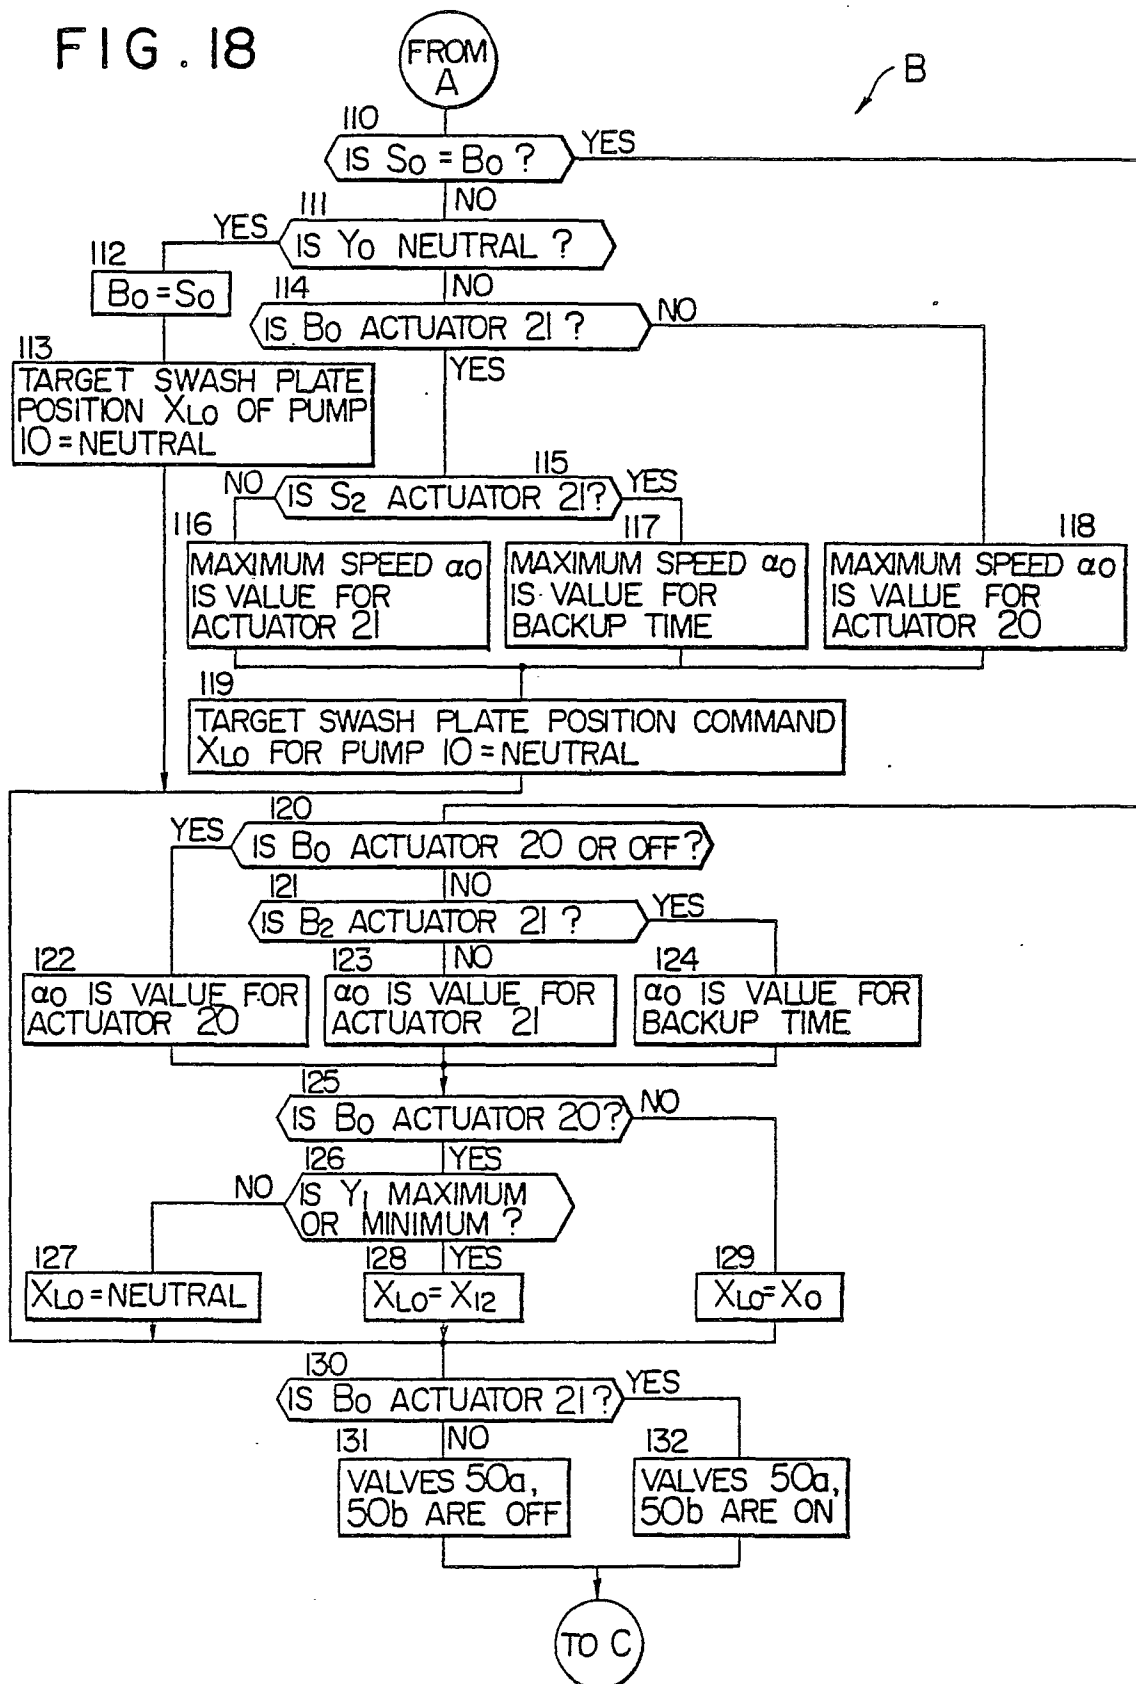 FIG. 18
FROM
A
B
110
IS S0 = B0 ?
YES
NO
111
IS Y0 NEUTRAL ?
YES
NO
112
B0 = S0
113
TARGET SWASH PLATE
POSITION XL0 OF PUMP
10 = NEUTRAL
114
IS B0 ACTUATOR 21 ?
NO
YES
115
IS S2 ACTUATOR 21?
NO
YES
116
MAXIMUM SPEED α0
IS VALUE FOR
ACTUATOR 21
117
MAXIMUM SPEED α0
IS VALUE FOR
BACKUP TIME
118
MAXIMUM SPEED α0
IS VALUE FOR
ACTUATOR 20
119
TARGET SWASH PLATE POSITION COMMAND
XL0 FOR PUMP 10 = NEUTRAL
120
IS B0 ACTUATOR 20 OR OFF?
YES
NO
121
IS B2 ACTUATOR 21 ?
YES
NO
122
α0 IS VALUE FOR
ACTUATOR 20
123
α0 IS VALUE FOR
ACTUATOR 21
124
α0 IS VALUE FOR
BACKUP TIME
125
IS B0 ACTUATOR 20?
NO
YES
126
IS Y1 MAXIMUM
OR MINIMUM ?
NO
YES
127
XL0 = NEUTRAL
128
XL0 = X12
129
XL0 = X0
130
IS B0 ACTUATOR 21?
YES
NO
131
VALVES 50a,
50b ARE OFF
132
VALVES 50a,
50b ARE ON
TO C